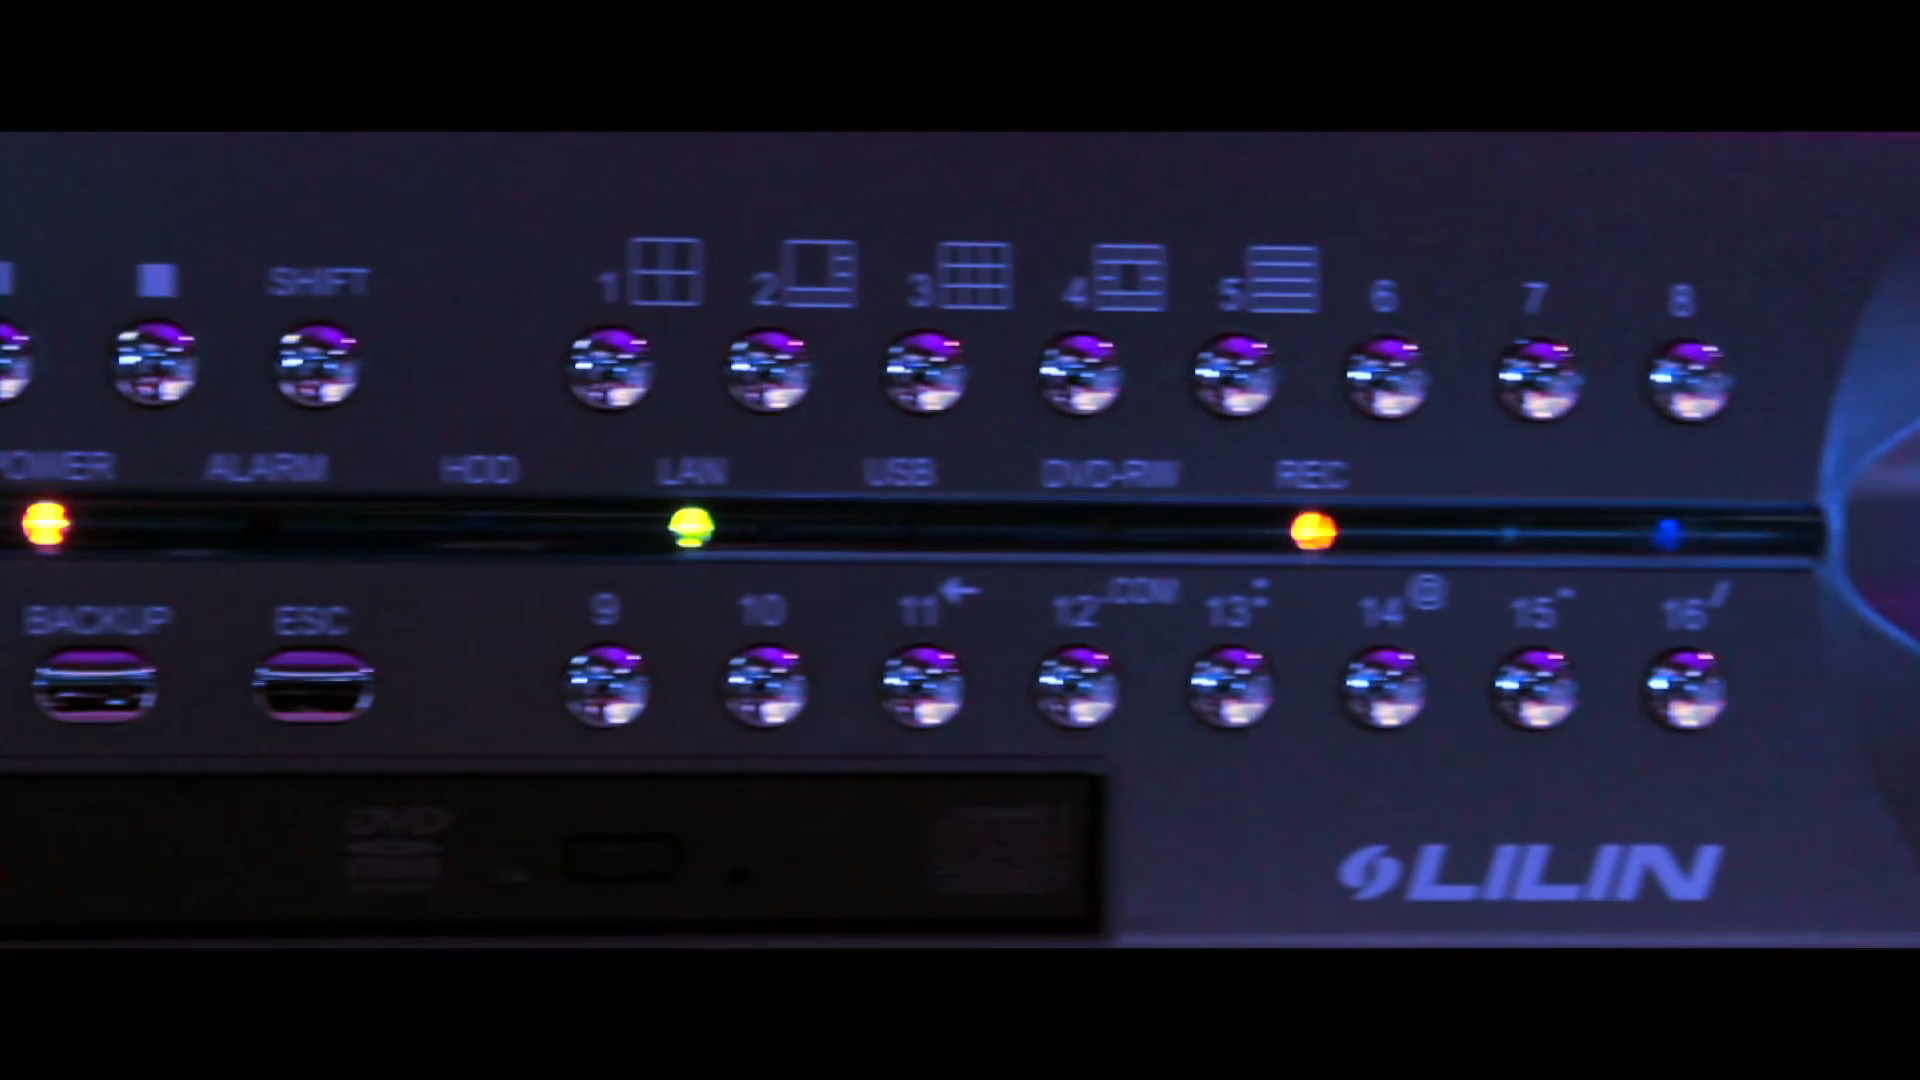 SHIFT
1 2 3 4 5 6 7 8
POWER ALARM HDD LAN USB DVD-RW REC
BACKUP ESC 9 10 11 12 .COM 13 : 14 @ 15 - 16 /
DVD
LILIN